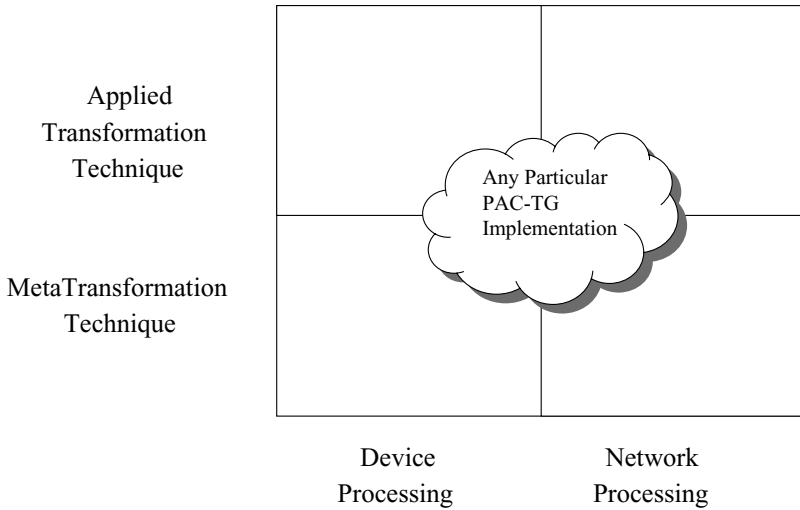 Applied
Transformation
Technique
Any Particular
PAC-TG
Implementation
MetaTransformation
Technique
Device
Processing
Network
Processing